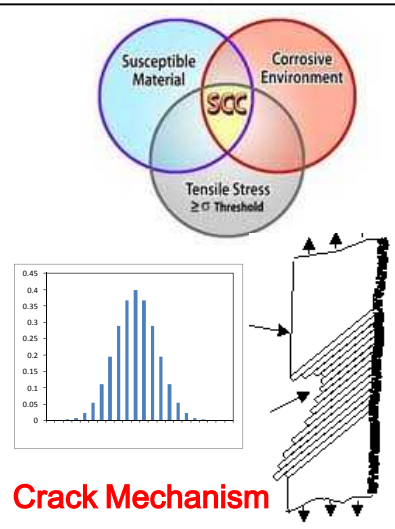 Susceptible
Material
Corrosive
Environment
SCC
Tensile Stress
≥σ Threshold
0.45
0.4
0.35
0.3
0.25
0.2
0.15
0.1
0.05
0
Crack Mechanism